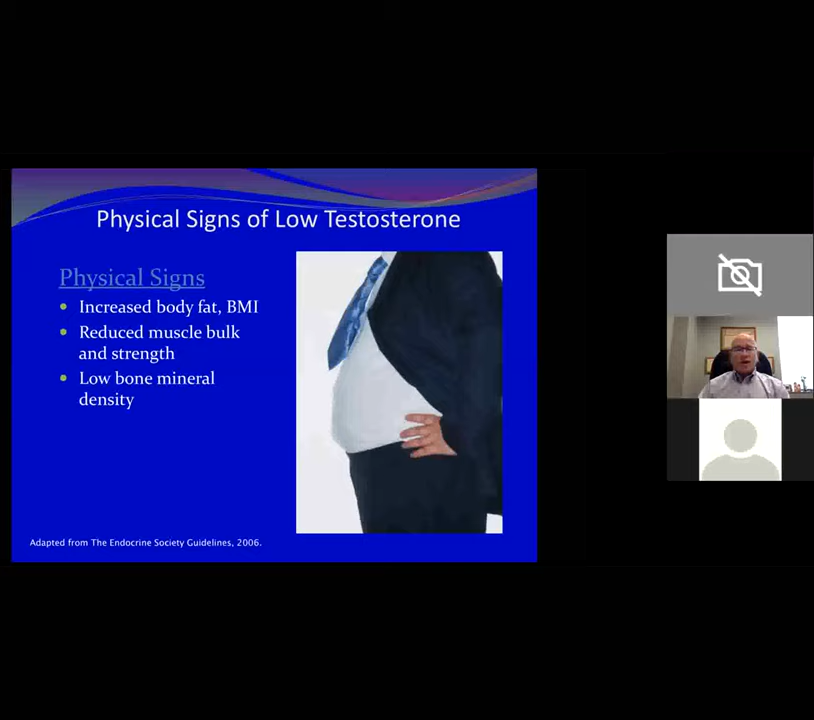 Physical Signs of Low Testosterone
Physical Signs
Increased body fat, BMI
Reduced muscle bulk
and strength
Low bone mineral
density
Adapted from The Endocrine Society Guidelines, 2006.